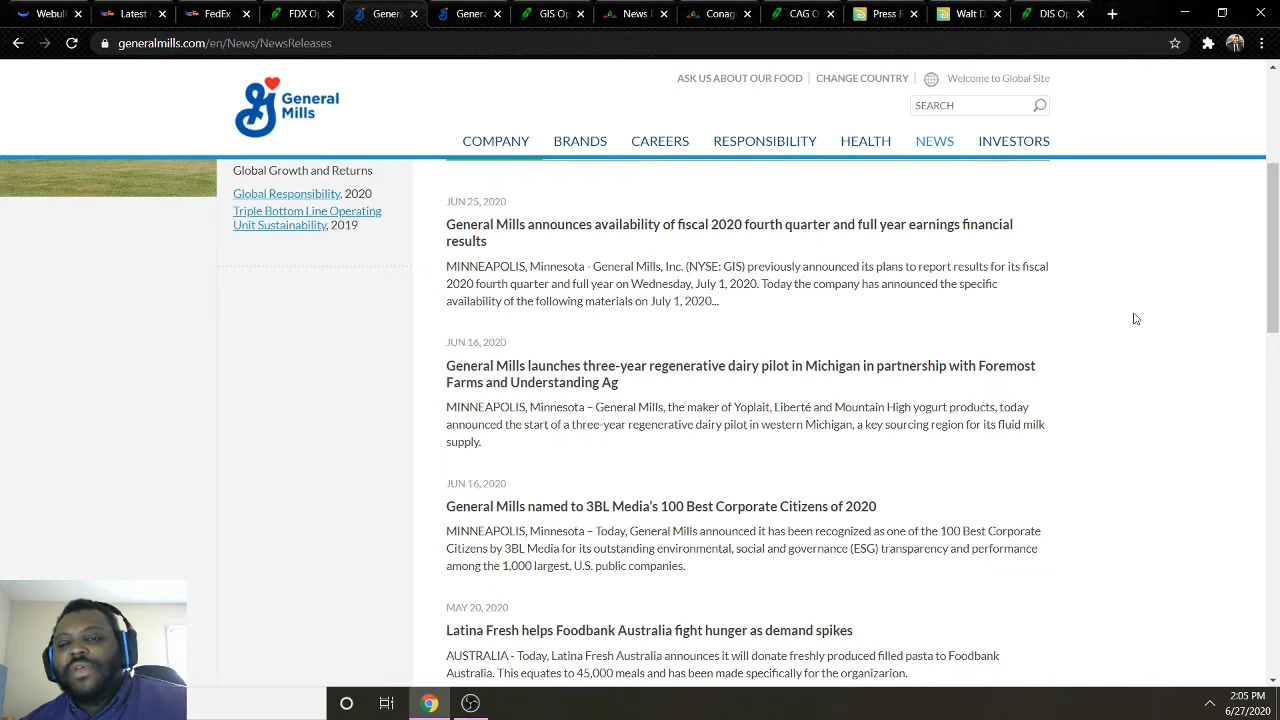 Webull
Latest
FedEx
FDX O
Gener
Gener
GIS Op
News
Conag
CAG O
Press F
Walt D
DIS Op
generalmills.com/en/News/NewsReleases
ASK US ABOUT OUR FOOD
CHANGE COUNTRY
Welcome to Global Site
General
Mills
SEARCH
COMPANY
BRANDS
CAREERS
RESPONSIBILITY
HEALTH
NEWS
INVESTORS
Global Growth and Returns
Global Responsibility, 2020
Triple Bottom Line Operating
Unit Sustainability, 2019
JUN 25, 2020
General Mills announces availability of fiscal 2020 fourth quarter and full year earnings financial
results
MINNEAPOLIS, Minnesota - General Mills, Inc. (NYSE: GIS) previously announced its plans to report results for its fiscal
2020 fourth quarter and full year on Wednesday, July 1, 2020. Today the company has announced the specific
availability of the following materials on July 1, 2020...
JUN 16, 2020
General Mills launches three-year regenerative dairy pilot in Michigan in partnership with Foremost
Farms and Understanding Ag
MINNEAPOLIS, Minnesota – General Mills, the maker of Yoplait, Liberté and Mountain High yogurt products, today
announced the start of a three-year regenerative dairy pilot in western Michigan, a key sourcing region for its fluid milk
supply.
JUN 16, 2020
General Mills named to 3BL Media’s 100 Best Corporate Citizens of 2020
MINNEAPOLIS, Minnesota – Today, General Mills announced it has been recognized as one of the 100 Best Corporate
Citizens by 3BL Media for its outstanding environmental, social and governance (ESG) transparency and performance
among the 1,000 largest, U.S. public companies.
MAY 20, 2020
Latina Fresh helps Foodbank Australia fight hunger as demand spikes
AUSTRALIA - Today, Latina Fresh Australia announces it will donate freshly produced filled pasta to Foodbank
Australia. This equates to 45,000 meals and has been made specifically for the organization.
2:05 PM
6/27/2020